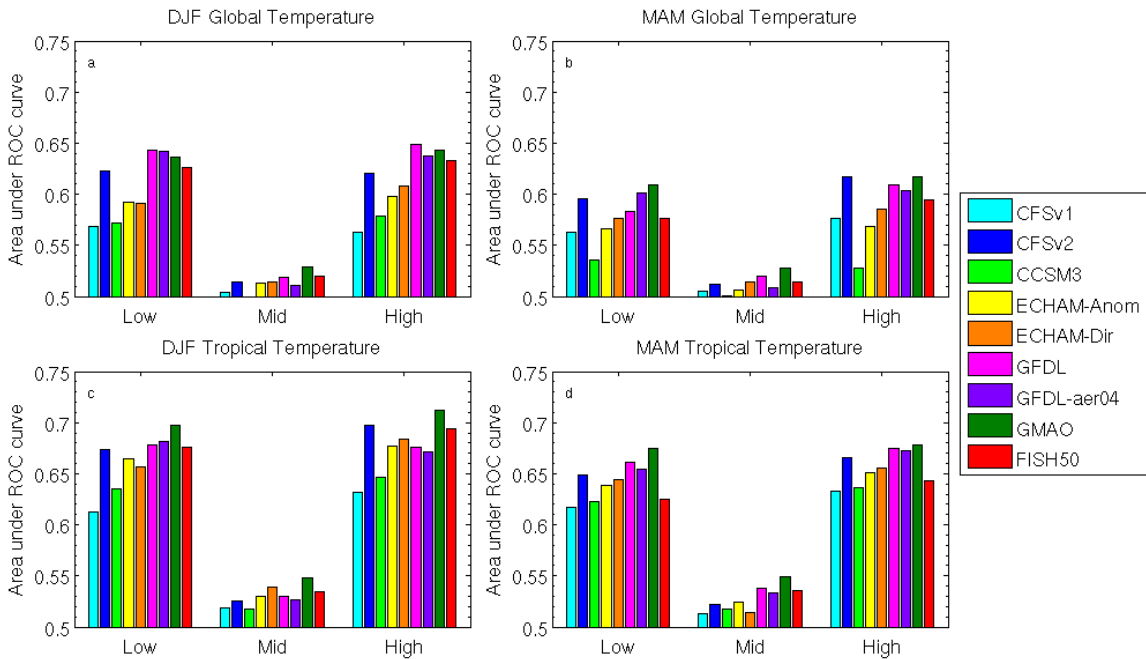 DJF Global Temperature
MAM Global Temperature
0.75
0.7
0.65
0.6
0.55
0.5
Area under ROC curve
a
Low Mid High
0.75
0.7
0.65
0.6
0.55
0.5
Area under ROC curve
b
Low Mid High
DJF Tropical Temperature
MAM Tropical Temperature
0.75
0.7
0.65
0.6
0.55
0.5
Area under ROC curve
c
Low Mid High
0.75
0.7
0.65
0.6
0.55
0.5
Area under ROC curve
d
Low Mid High
CFSv1
CFSv2
CCSM3
ECHAM-Anom
ECHAM-Dir
GFDL
GFDL-aer04
GMAO
FISH50